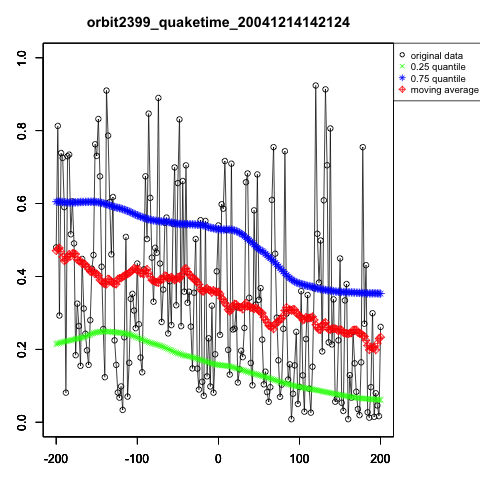 orbit2399_quaketime_20041214142124
original data
0.25 quantile
0.75 quantile
moving average
1.0
0.8
0.6
0.4
0.2
0.0
-200 -100 0 100 200